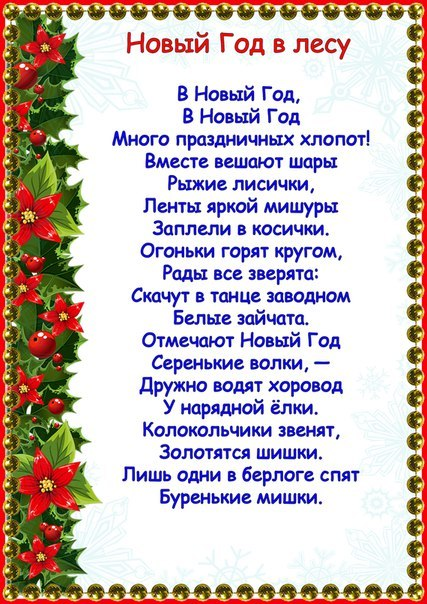 Новый Год в лесу
В Новый Год,
В Новый Год
Много праздничных хлопот!
Вместе вешают шары
Рыжие лисички,
Ленты яркой мишуры
Заплели в косички.
Огоньки горят кругом,
Рады все зверята:
Скачут в танце заводном
Белые зайчата.
Отмечают Новый Год
Серенькие волки, —
Дружно водят хоровод
У нарядной ёлки.
Колокольчики звенят,
Золотятся шишки.
Лишь одни в берлоге спят
Буренькие мишки.